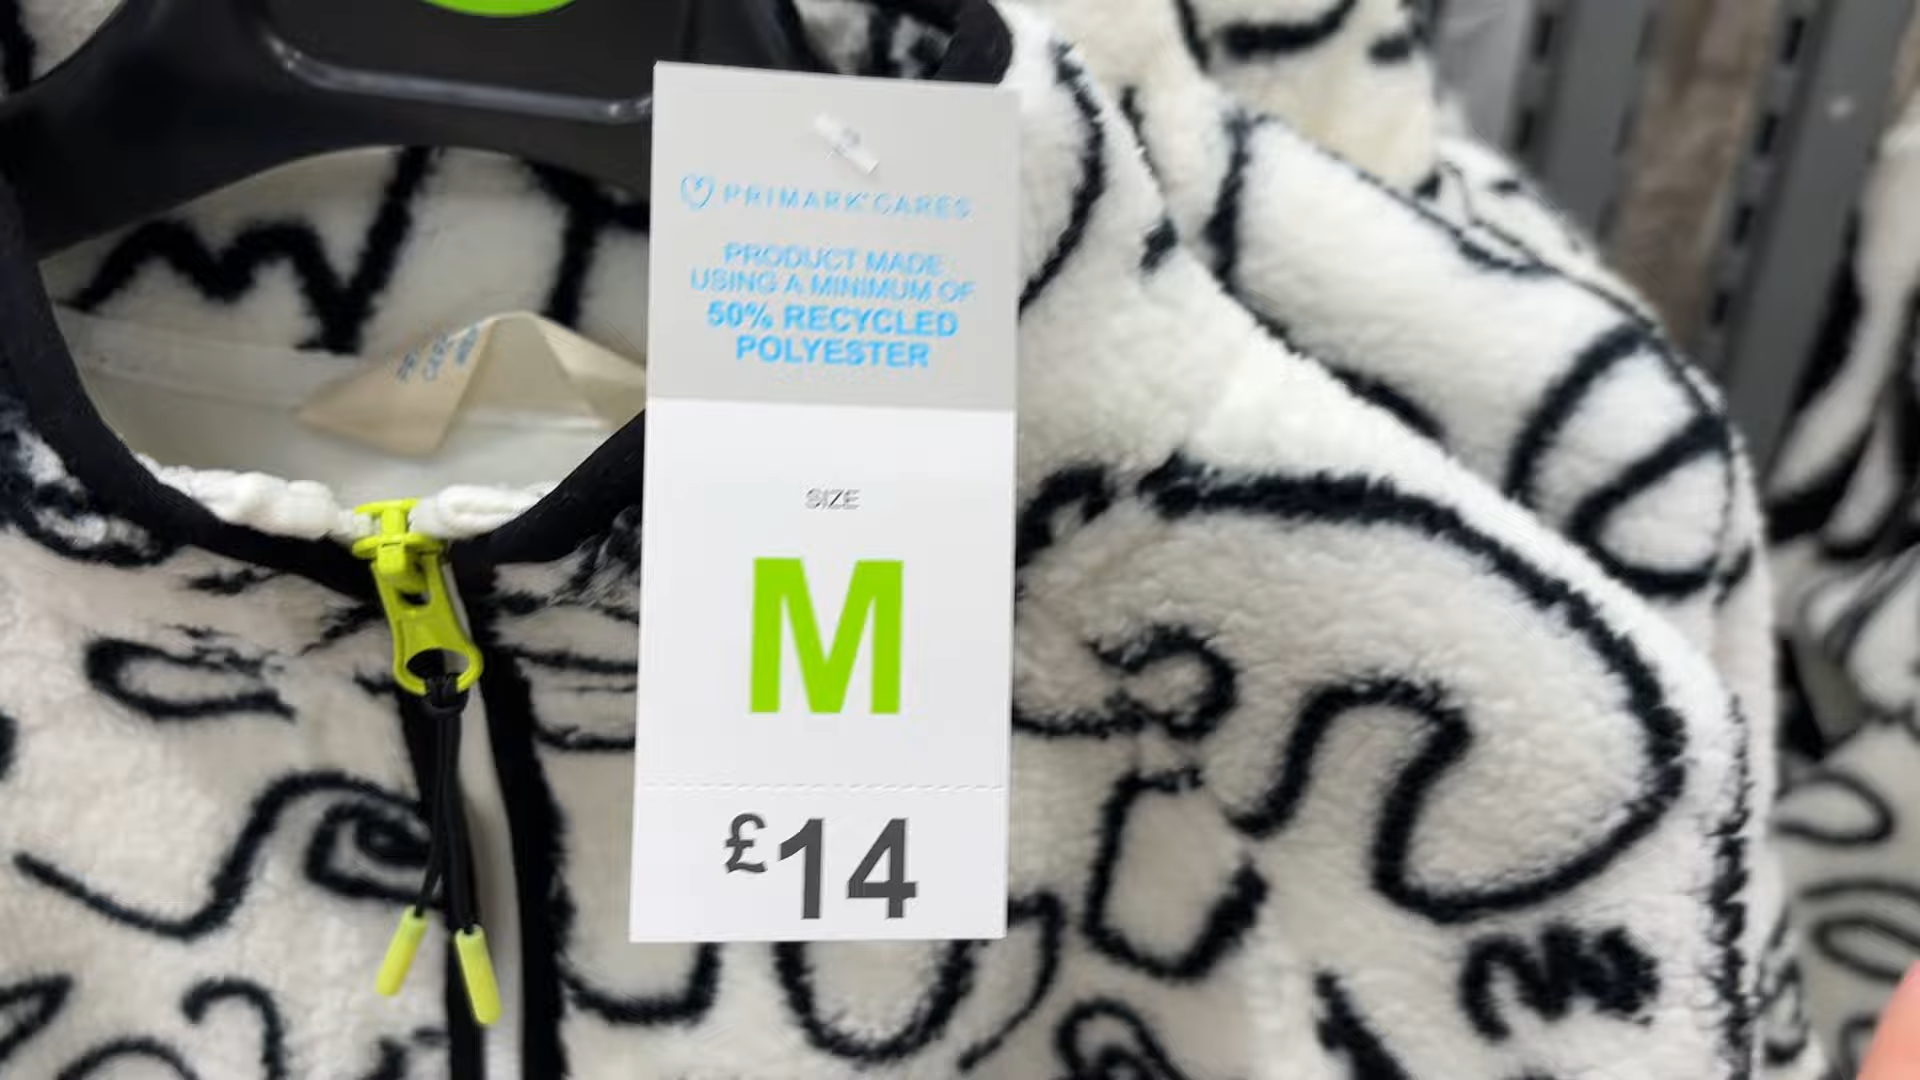 PRIMARK CARES
PRODUCT MADE
USING A MINIMUM OF
50% RECYCLED
POLYESTER
SIZE
M
£14